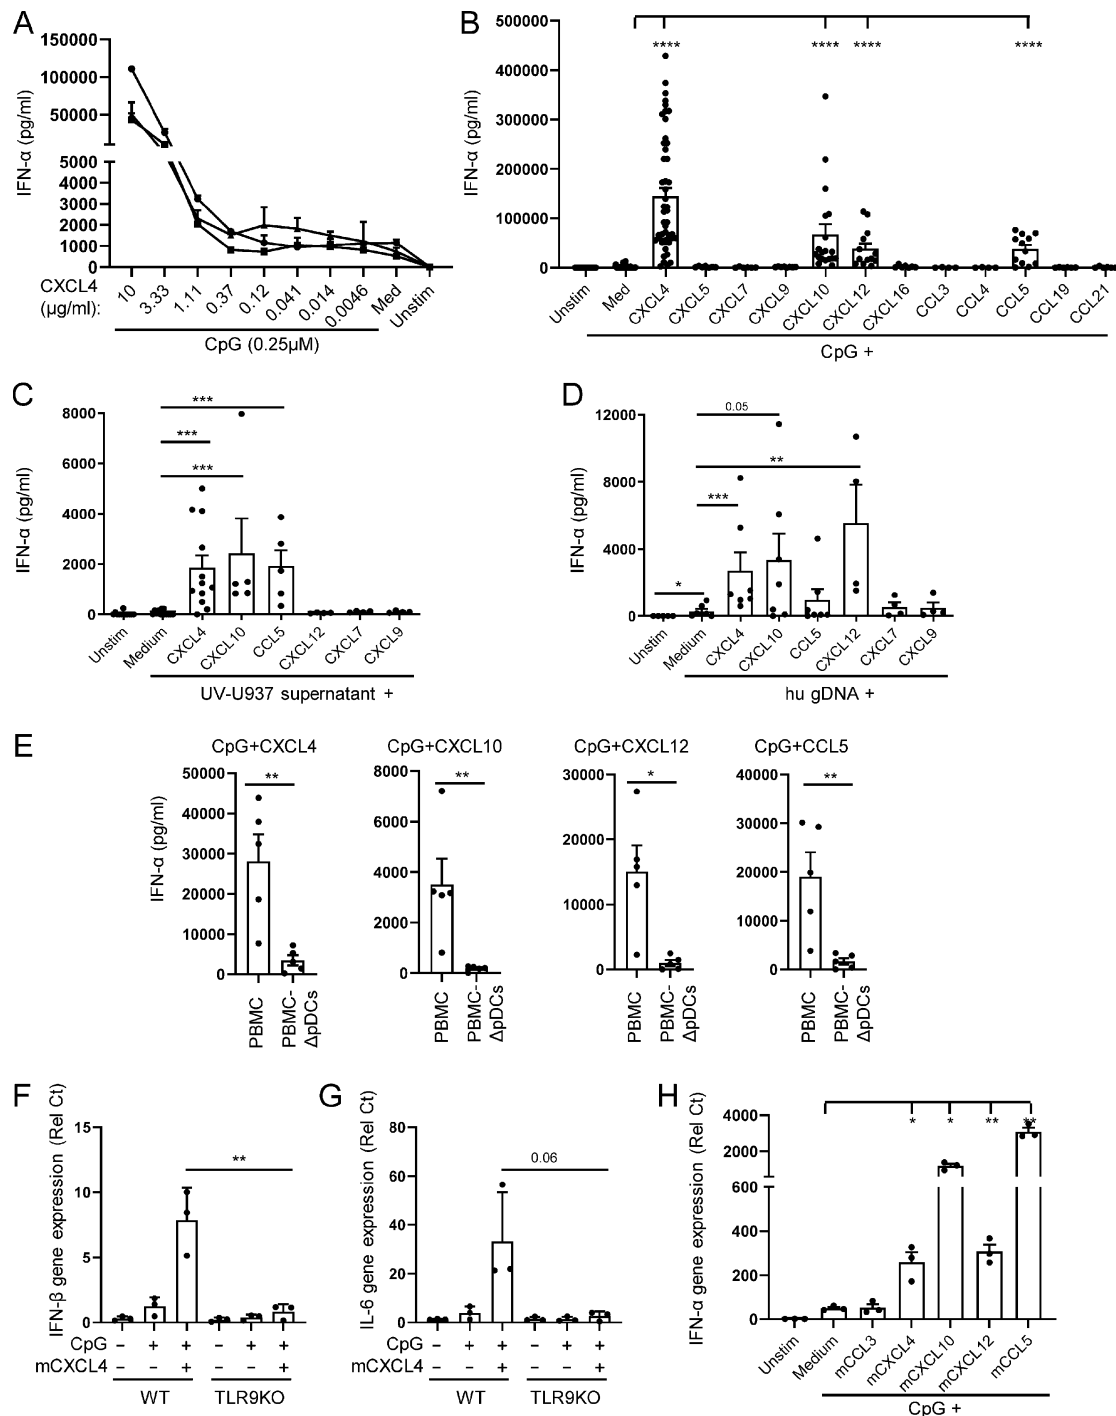 A
150000
100000
50000
5000
4000
3000
2000
1000
0
IFN-α (pg/ml)
CXCL4
(μg/ml):
10
3.33
1.11
0.37
0.12
0.041
0.014
0.0046
Med
Unstim
CpG (0.25μM)
B
500000
400000
300000
200000
100000
0
IFN-α (pg/ml)
****
****
****
****
Unstim
Med
CXCL4
CXCL5
CXCL7
CXCL9
CXCL10
CXCL12
CXCL16
CCL3
CCL4
CCL5
CCL19
CCL21
CpG +
C
8000
6000
4000
2000
0
IFN-α (pg/ml)
***
***
***
Unstim
Medium
CXCL4
CXCL10
CCL5
CXCL12
CXCL7
CXCL9
UV-U937 supernatant +
D
12000
8000
4000
0
IFN-α (pg/ml)
0.05
**
***
*
Unstim
Medium
CXCL4
CXCL10
CCL5
CXCL12
CXCL7
CXCL9
hu gDNA +
E
CpG+CXCL4
50000
40000
30000
20000
10000
0
IFN-α (pg/ml)
**
PBMC
PBMC-
ΔpDCs
CpG+CXCL10
8000
6000
4000
2000
0
**
PBMC
PBMC-
ΔpDCs
CpG+CXCL12
30000
20000
10000
0
*
PBMC
PBMC-
ΔpDCs
CpG+CCL5
40000
30000
20000
10000
0
**
PBMC
PBMC-
ΔpDCs
F
IFN-β gene expression (Rel Ct)
15
10
5
0
**
CpG - + + - + +
mCXCL4 - - + - - +
WT TLR9KO
G
IL-6 gene expression (Rel Ct)
80
60
40
20
0
0.06
CpG - + + - + +
mCXCL4 - - + - - +
WT TLR9KO
H
IFN-α gene expression (Rel Ct)
4000
2000
0
600
400
200
0
*
*
**
**
Unstim
Medium
mCCL3
mCXCL4
mCXCL10
mCXCL12
mCCL5
CpG +